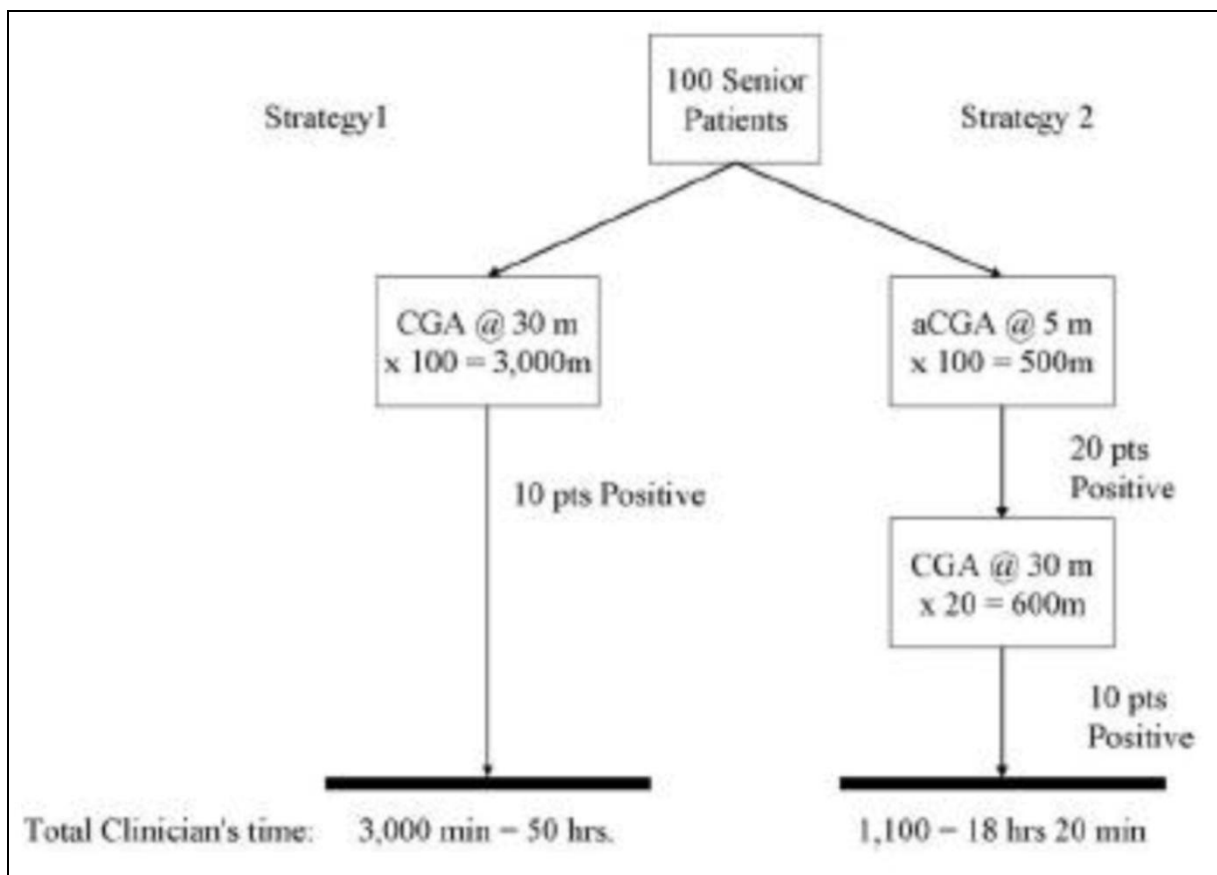 100 Senior
Patients
Strategy1
Strategy 2
CGA @ 30 m
x 100 = 3,000m
aCGA @ 5 m
x 100 = 500m
10 pts Positive
20 pts
Positive
CGA @ 30 m
x 20 = 600m
10 pts
Positive
Total Clinician's time:
3,000 min = 50 hrs.
1,100 = 18 hrs 20 min